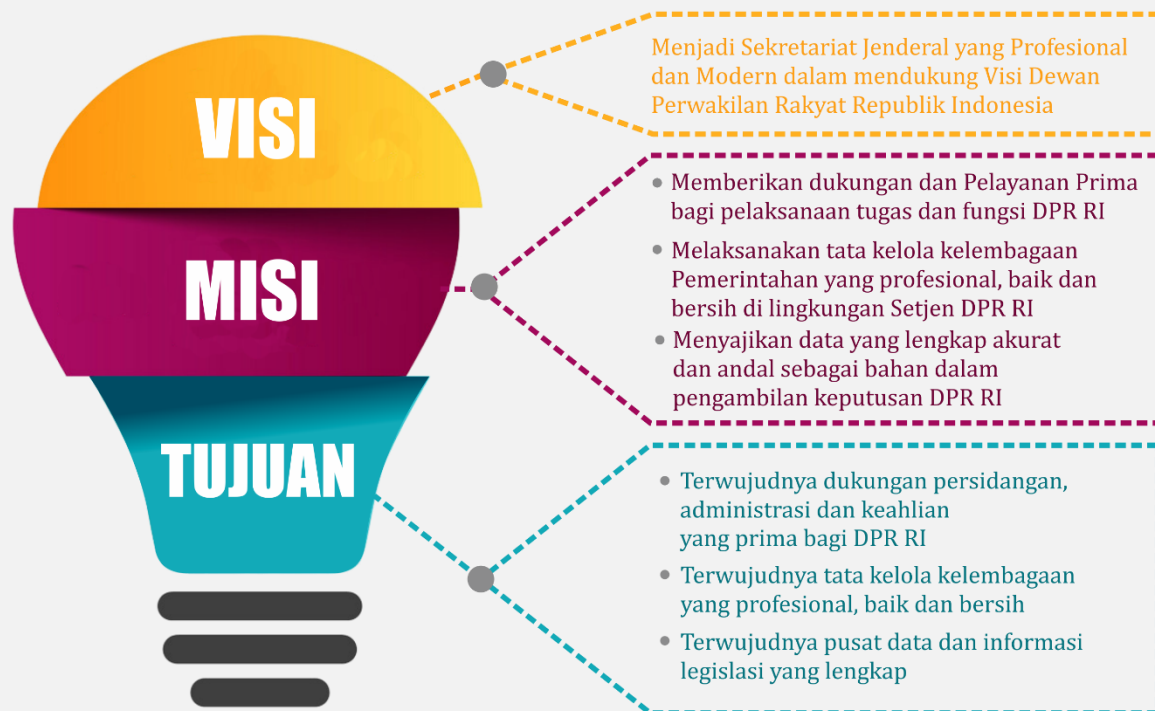 VISI
Menjadi Sekretariat Jenderal yang Profesional
dan Modern dalam mendukung Visi Dewan
Perwakilan Rakyat Republik Indonesia
MISI
• Memberikan dukungan dan Pelayanan Prima
bagi pelaksanaan tugas dan fungsi DPR RI
• Melaksanakan tata kelola kelembagaan
Pemerintahan yang profesional, baik dan
bersih di lingkungan Setjen DPR RI
• Menyajikan data yang lengkap akurat
dan andal sebagai bahan dalam
pengambilan keputusan DPR RI
TUJUAN
• Terwujudnya dukungan persidangan,
administrasi dan keahlian
yang prima bagi DPR RI
• Terwujudnya tata kelola kelembagaan
yang profesional, baik dan bersih
• Terwujudnya pusat data dan informasi
legislasi yang lengkap